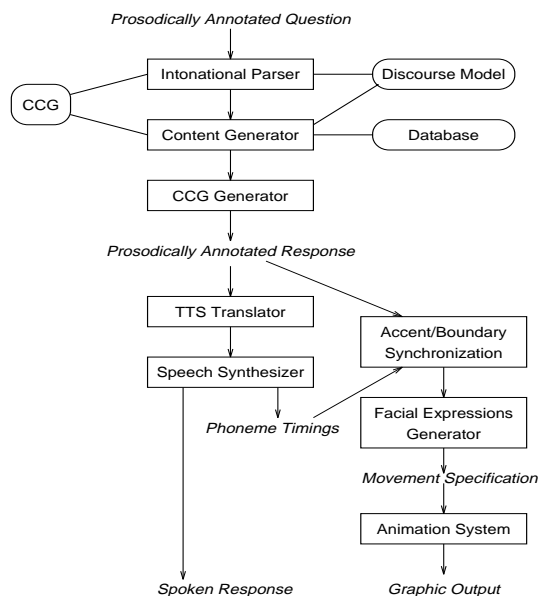 Prosodically Annotated Question
Intonational Parser
Discourse Model
CCG
Content Generator
Database
CCG Generator
Prosodically Annotated Response
TTS Translator
Accent/Boundary
Synchronization
Speech Synthesizer
Phoneme Timings
Facial Expressions
Generator
Movement Specification
Animation System
Spoken Response
Graphic Output